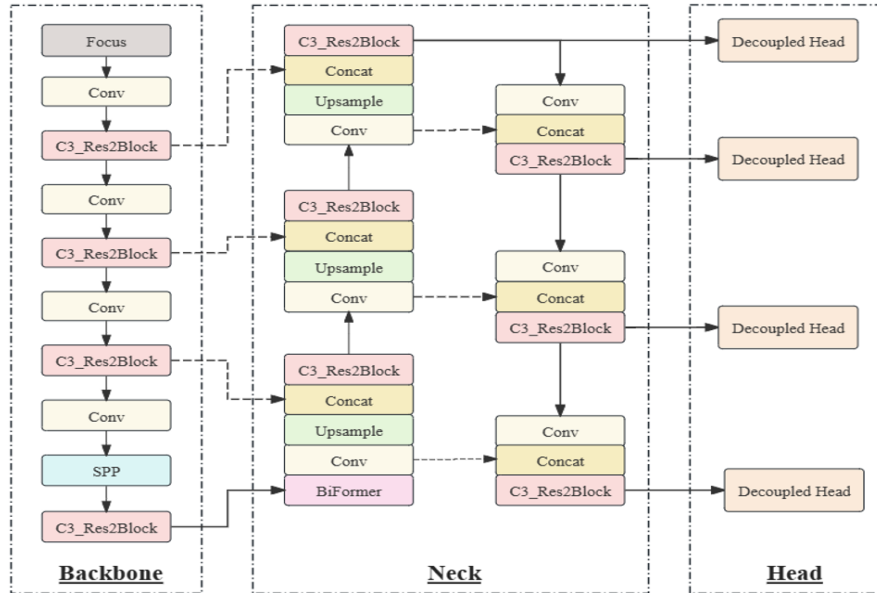 Focus
Conv
C3_Res2Block
Conv
C3_Res2Block
Conv
C3_Res2Block
Conv
SPP
C3_Res2Block
Backbone
C3_Res2Block
Concat
Upsample
Conv
C3_Res2Block
Concat
Upsample
Conv
C3_Res2Block
Concat
Upsample
Conv
BiFormer
Conv
Concat
C3_Res2Block
Conv
Concat
C3_Res2Block
Conv
Concat
C3_Res2Block
Neck
Decoupled Head
Decoupled Head
Decoupled Head
Decoupled Head
Head